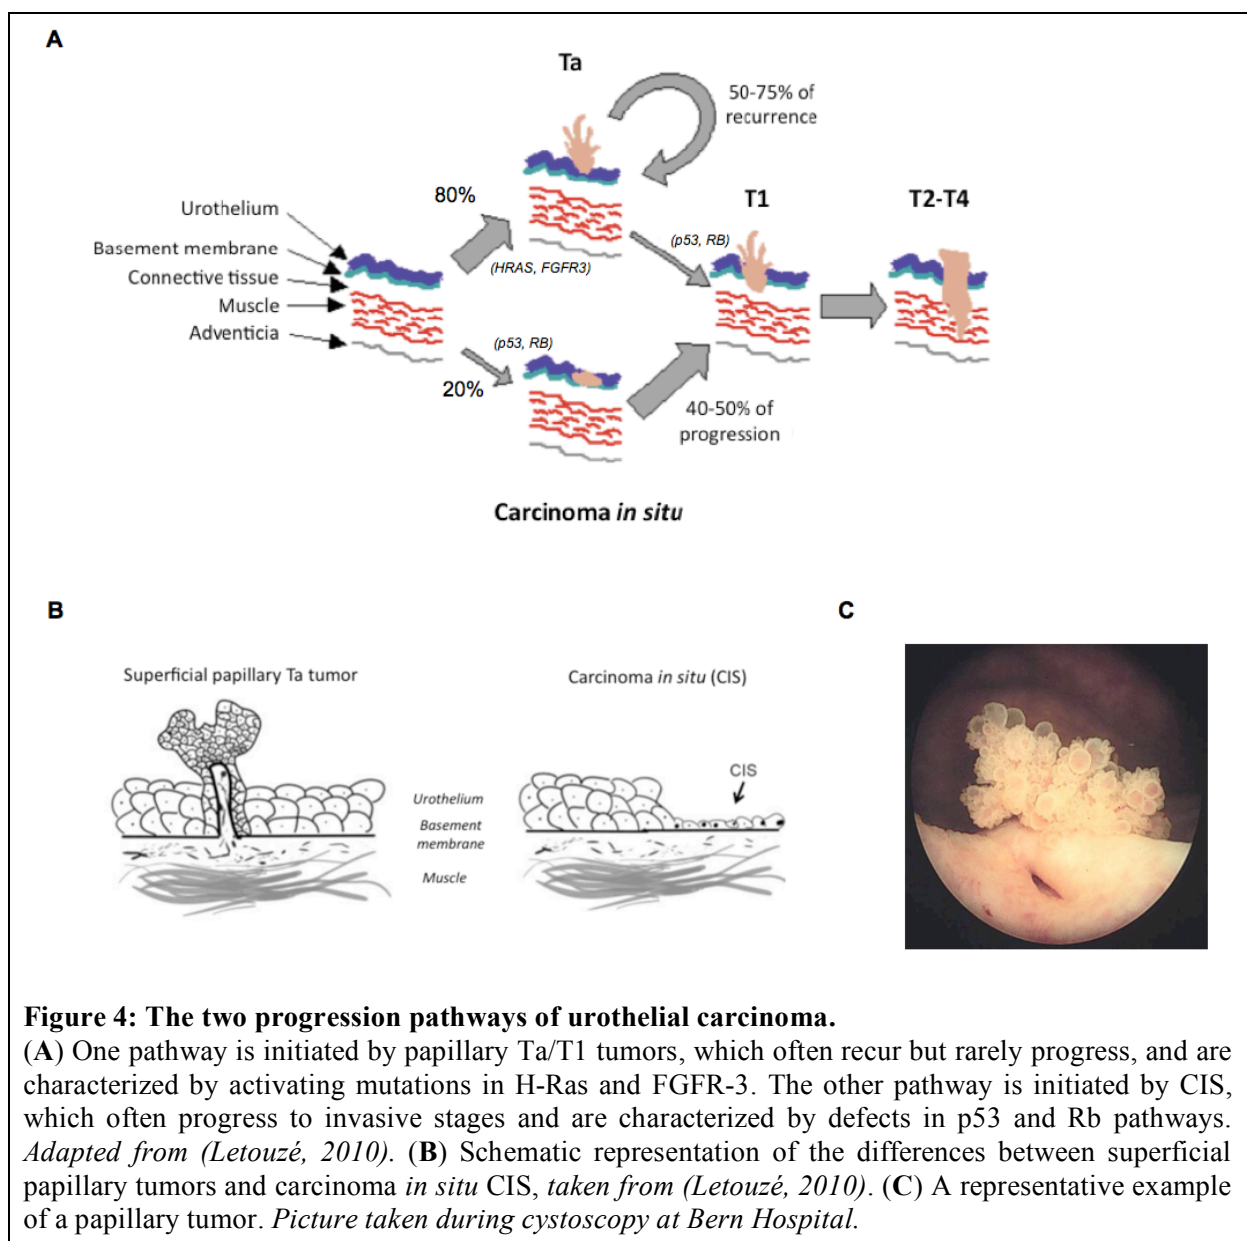 A
Ta
50-75% of
recurrence
80%
T1
T2-T4
Urothelium
(p53, RB)
Basement membrane
(HRAS, FGFR3)
Connective tissue
Muscle
Adventicia
(p53, RB)
20%
40-50% of
progression
Carcinoma in situ
B
C
Superficial papillary Ta tumor
Carcinoma in situ (CIS)
CIS
Urothelium
Basement
membrane
Muscle
Figure 4: The two progression pathways of urothelial carcinoma.
(A) One pathway is initiated by papillary Ta/T1 tumors, which often recur but rarely progress, and are
characterized by activating mutations in H-Ras and FGFR-3. The other pathway is initiated by CIS,
which often progress to invasive stages and are characterized by defects in p53 and Rb pathways.
Adapted from (Letouzé, 2010). (B) Schematic representation of the differences between superficial
papillary tumors and carcinoma in situ CIS, taken from (Letouzé, 2010). (C) A representative example
of a papillary tumor. Picture taken during cystoscopy at Bern Hospital.